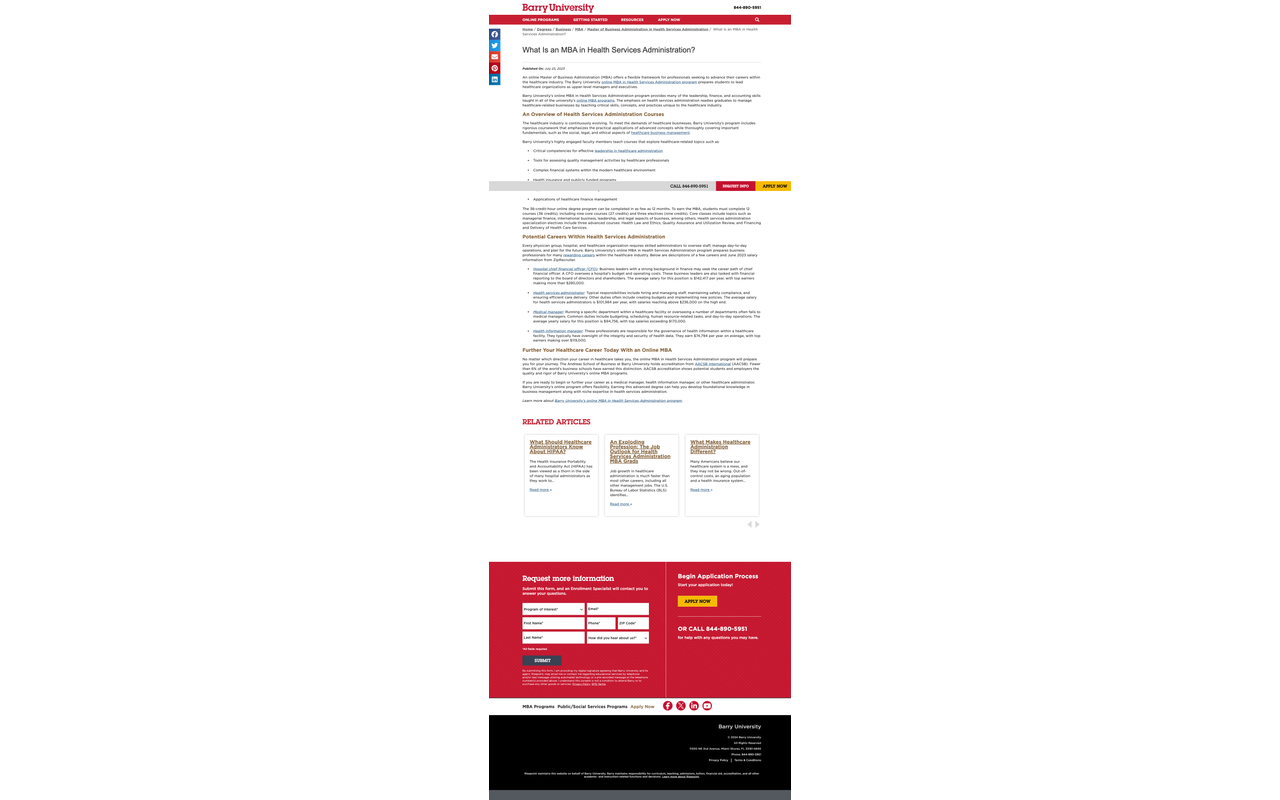 Barry University
844-890-5951
ONLINE PROGRAMS GETTING STARTED RESOURCES APPLY NOW
Home / Degrees / Business / MBA / Master of Business Administration in Health Services Administration / What Is an MBA in Health
Services Administration?
What Is an MBA in Health Services Administration?
Published On: July 25, 2023
An online Master of Business Administration (MBA) offers a flexible framework for professionals seeking to advance their careers within
the healthcare industry. The Barry University online MBA in Health Services Administration program prepares students to lead
healthcare organizations as upper-level managers and executives.
Barry University's online MBA in Health Services Administration program provides many of the leadership, finance, and accounting skills
taught in all of the university's online MBA programs. The emphasis on health services administration readies graduates to manage
healthcare-related businesses by teaching critical skills, concepts, and practices unique to the healthcare industry.
An Overview of Health Services Administration Courses
The healthcare industry is continuously evolving. To meet the demands of healthcare businesses, Barry University's program includes
rigorous coursework that emphasizes the practical applications of advanced concepts while thoroughly covering important
fundamentals, such as the social, legal, and ethical aspects of healthcare business management.
Barry University's highly engaged faculty members teach courses that explore healthcare-related topics such as:
• Critical competencies for effective leadership in healthcare administration
• Tools for assessing quality management activities by healthcare professionals
• Complex financial systems within the modern healthcare environment
• Health insurance and publicly funded programs
CALL 844-890-5951 REQUEST INFO APPLY NOW
• Applications of healthcare finance management
The 36-credit-hour online degree program can be completed in as few as 12 months. To earn the MBA, students must complete 12
courses (36 credits), including nine core courses (27 credits) and three electives (nine credits). Core classes include topics such as
managerial finance, international business, leadership, and legal aspects of business, among others. Health services administration
specialization electives include three advanced courses: Health Law and Ethics; Quality Assurance and Utilization Review; and Financing
and Delivery of Health Care Services.
Potential Careers Within Health Services Administration
Every physician group, hospital, and healthcare organization requires skilled administrators to oversee staff, manage day-to-day
operations, and plan for the future. Barry University's online MBA in Health Services Administration program prepares business
professionals for many rewarding careers within the healthcare industry. Below are descriptions of a few careers and June 2023 salary
information from ZipRecruiter.
• Hospital chief financial officer (CFO): Business leaders with a strong background in finance may seek the career path of chief
financial officer. A CFO oversees a hospital's budget and operating costs. These business leaders are also tasked with financial
reporting to the board of directors and shareholders. The average salary for this position is $142,417 per year, with top earners
making more than $280,000.
• Health services administrator: Typical responsibilities include hiring and managing staff, maintaining safety compliance, and
ensuring efficient care delivery. Other duties often include creating budgets and implementing new policies. The average salary
for health services administrators is $101,984 per year, with salaries reaching above $238,000 on the high end.
• Medical manager: Running a specific department within a healthcare facility or overseeing a number of departments often falls to
medical managers. Common duties include budgeting, scheduling, human resource-related tasks, and day-to-day operations. The
average yearly salary for this position is $84,756, with top salaries exceeding $170,000.
• Health information manager: These professionals are responsible for the governance of health information within a healthcare
facility. They typically have oversight of the integrity and security of health data. They earn $76,794 per year on average, with top
earners making over $119,000.
Further Your Healthcare Career Today With an Online MBA
No matter which direction your career in healthcare takes you, the online MBA in Health Services Administration program will prepare
you for your journey. The Andreas School of Business at Barry University holds accreditation from AACSB International (AACSB). Fewer
than 6% of the world's business schools have earned this distinction. AACSB accreditation shows potential students and employers the
quality and rigor of Barry University's online MBA programs.
If you are ready to begin or further your career as a medical manager, health information manager, or other healthcare administrator,
Barry University's online program offers flexibility. Earning this advanced degree can help you develop foundational knowledge in
business management along with niche expertise in health services administration.
Learn more about Barry University's online MBA in Health Services Administration program.
RELATED ARTICLES
What Should Healthcare
Administrators Know
About HIPAA?
The Health Insurance Portability
and Accountability Act (HIPAA) has
been viewed as a thorn in the side
of many hospital administrators as
they work to...
Read more »
An Exploding
Profession: The Job
Outlook for Health
Services Administration
MBA Grads
Job growth in healthcare
administration is much faster than
most other careers, including all
other management jobs. The U.S.
Bureau of Labor Statistics (BLS)
identifies...
Read more »
What Makes Healthcare
Administration
Different?
Many Americans believe our
healthcare system is a mess, and
they may not be wrong. Out-of-
control costs, an aging population
and a health insurance system...
Read more »
Request more information
Submit this form, and an Enrollment Specialist will contact you to
answer your questions.
Program of Interest* Email*
First Name* Phone* ZIP Code*
Last Name* How did you hear about us?*
*All fields required.
SUBMIT
Begin Application Process
Start your application today!
APPLY NOW
OR CALL 844-890-5951
for help with any questions you may have.
MBA Programs Public/Social Services Programs Apply Now
Barry University
© 2024 Barry University
All Rights Reserved
11300 NE 2nd Avenue, Miami Shores, FL 33161-6695
Phone: 844-890-5951
Privacy Policy | Terms & Conditions